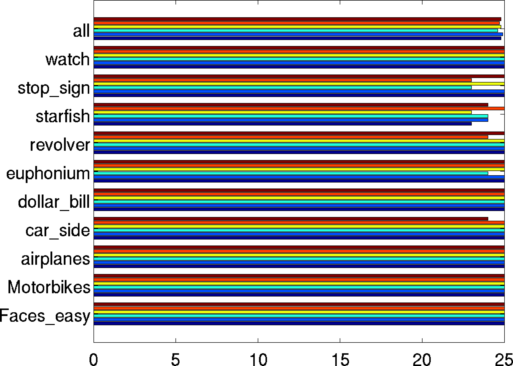 all
watch
stop_sign
starfish
revolver
euphonium
dollar_bill
car_side
airplanes
Motorbikes
Faces_easy
0 5 10 15 20 25